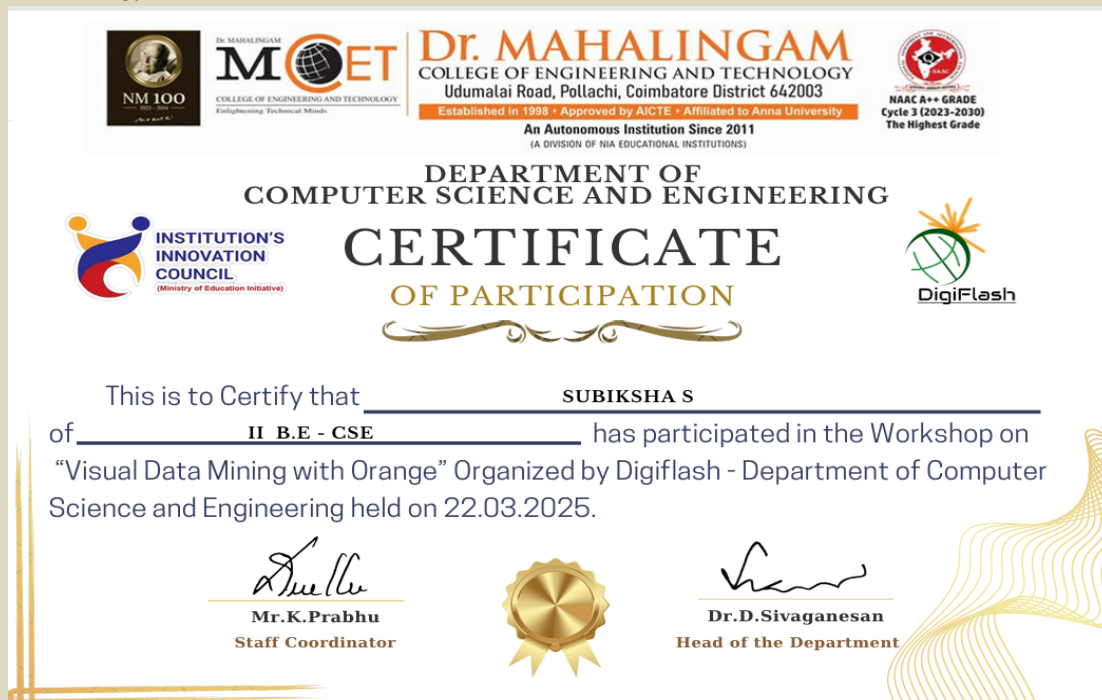 NM 100
1923 - 2023
Dr. MAHALINGAM
MCET
COLLEGE OF ENGINEERING AND TECHNOLOGY
Enlightening Technical Minds
Dr. MAHALINGAM
COLLEGE OF ENGINEERING AND TECHNOLOGY
Udumalai Road, Pollachi, Coimbatore District 642003
Established in 1998 • Approved by AICTE • Affiliated to Anna University
An Autonomous Institution Since 2011
(A DIVISION OF NIA EDUCATIONAL INSTITUTIONS)
NAAC
NAAC A++ GRADE
Cycle 3 (2023-2030)
The Highest Grade
DEPARTMENT OF
COMPUTER SCIENCE AND ENGINEERING
INSTITUTION'S
INNOVATION
COUNCIL
(Ministry of Education Initiative)
CERTIFICATE
OF PARTICIPATION
DigiFlash
This is to Certify that SUBIKSHA S
of II B.E - CSE has participated in the Workshop on
“Visual Data Mining with Orange” Organized by Digiflash - Department of Computer
Science and Engineering held on 22.03.2025.
Mr.K.Prabhu
Staff Coordinator
Dr.D.Sivaganesan
Head of the Department